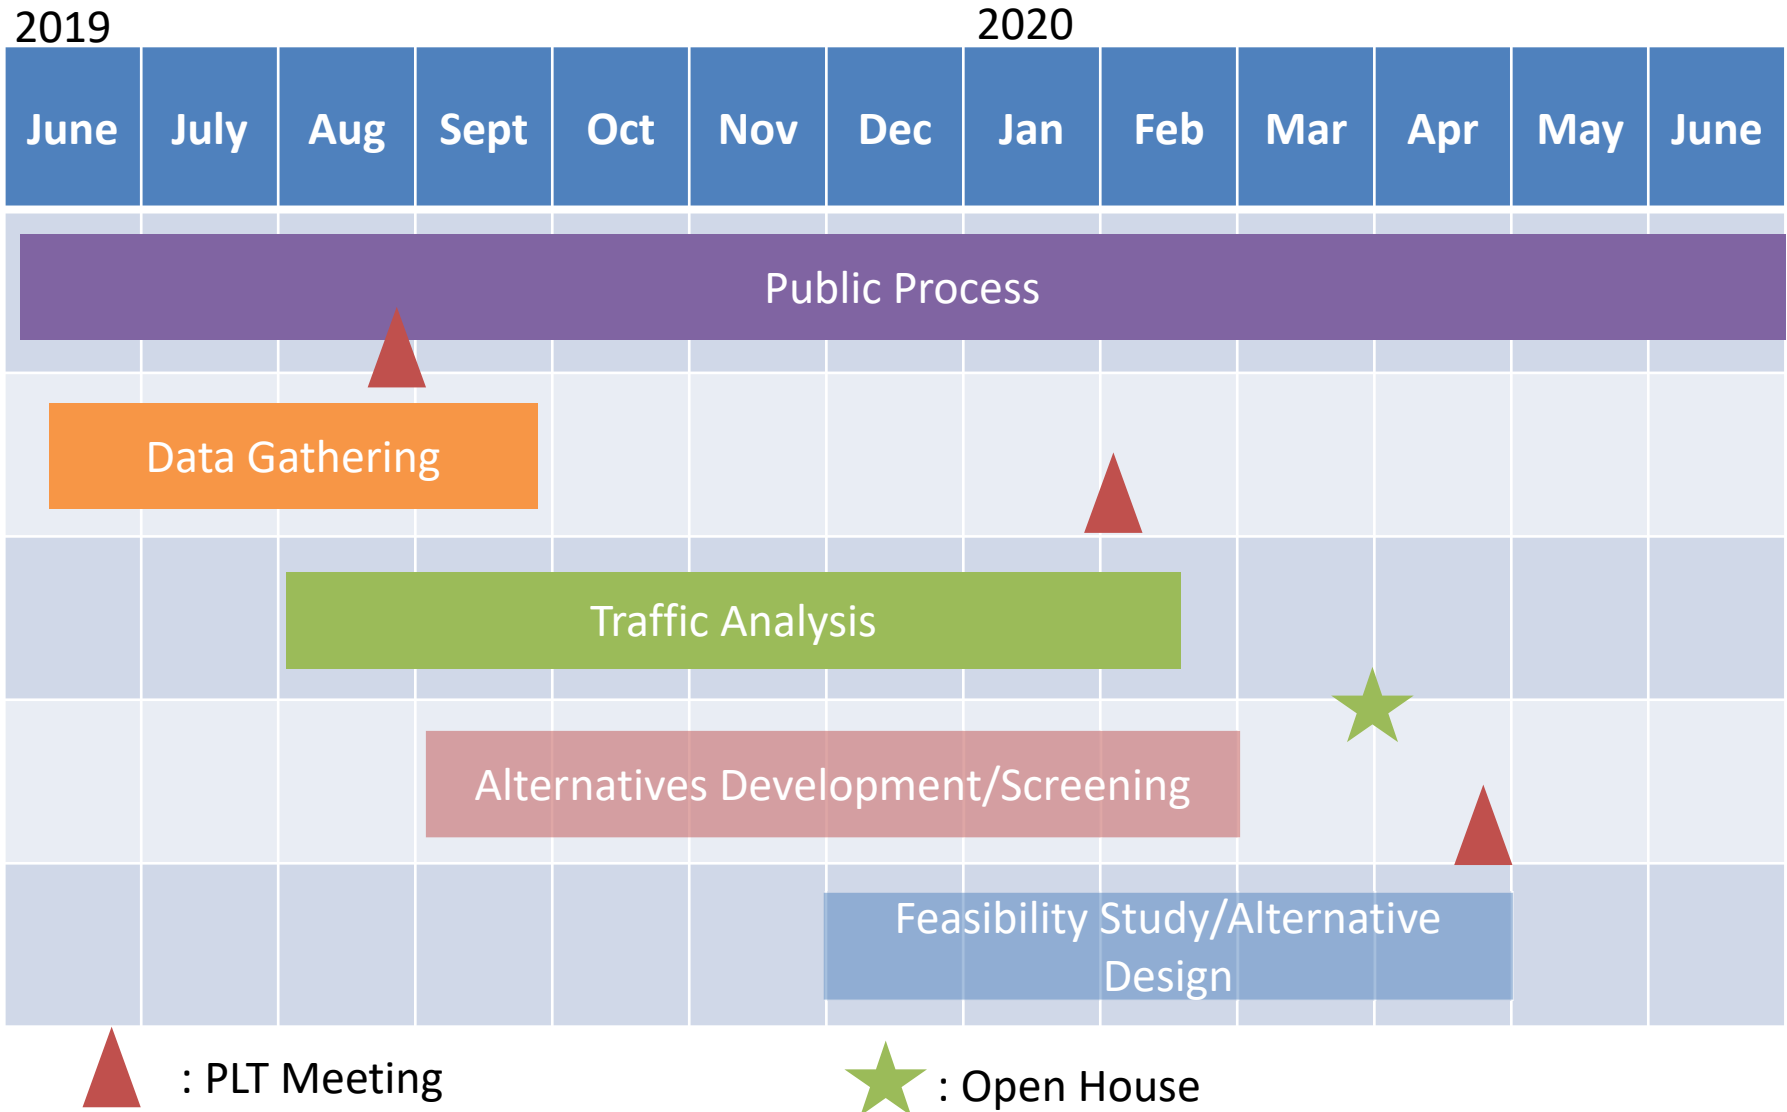 2019 2020
June July Aug Sept Oct Nov Dec Jan Feb Mar Apr May June
Public Process
Data Gathering
Traffic Analysis
Alternatives Development/Screening
Feasibility Study/Alternative
Design
: PLT Meeting
: Open House